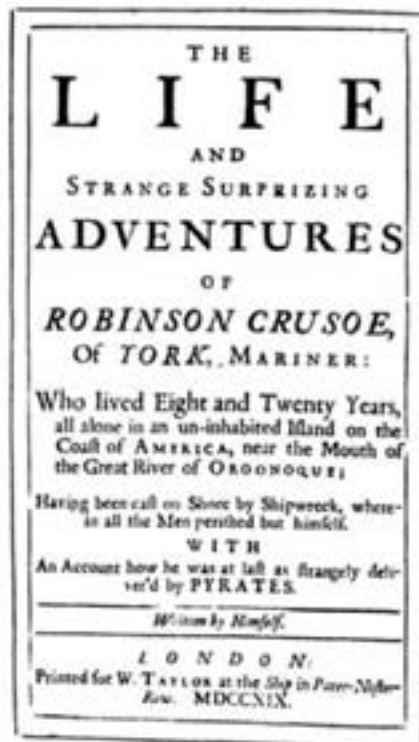 THE
LIFE
AND
STRANGE SURPRIZING
ADVENTURES
OF
ROBINSON CRUSOE,
Of YORK, MARINER:
Who lived Eight and Twenty Years,
all alone in an un-inhabited Iſland on the
Coaſt of AMERICA, near the Mouth of
the Great River of OROONOQUE;
Having been caſt on Shore by Shipwreck, where-
in all the Men periſhed but himſelf.
WITH
An Account how he was at laſt as ſtrangely deli-
ver'd by PYRATES.
Written by Himſelf.
LONDON:
Printed for W. TAYLOR at the Ship in Pater-Noſter-
Row. MDCCXIX.